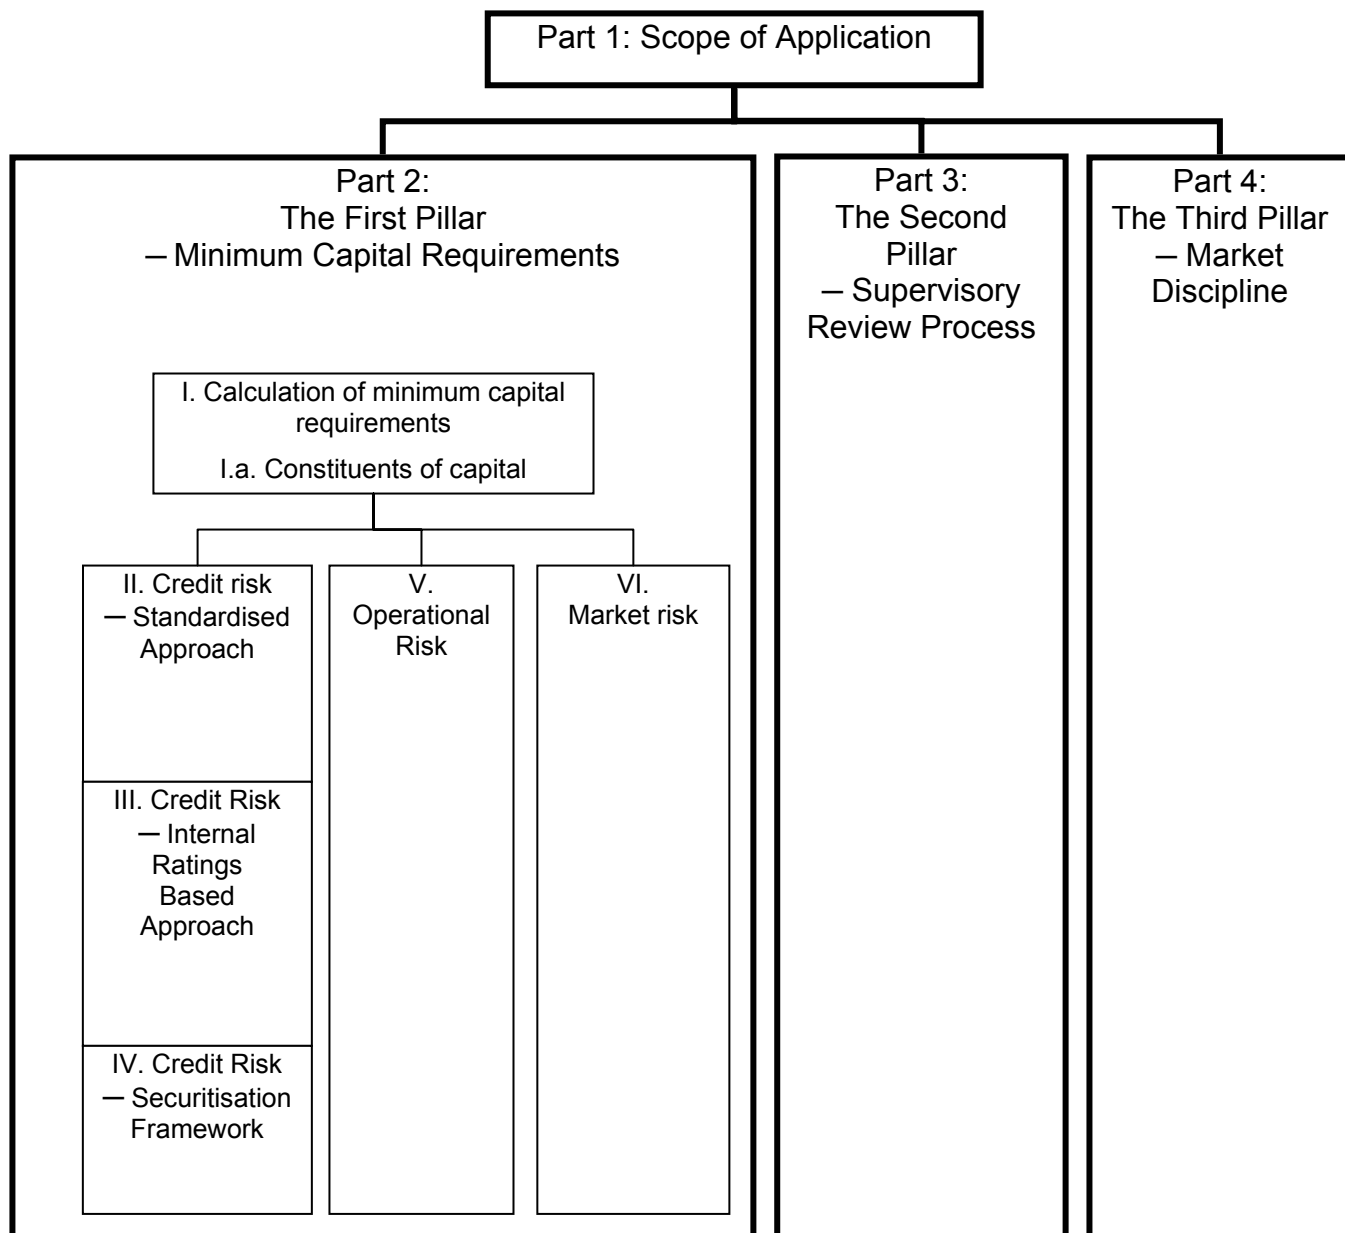 Part 1: Scope of Application
Part 2:
The First Pillar
— Minimum Capital Requirements
Part 3:
The Second
Pillar
— Supervisory
Review Process
Part 4:
The Third Pillar
— Market
Discipline
I. Calculation of minimum capital
requirements
I.a. Constituents of capital
II. Credit risk
— Standardised
Approach
III. Credit Risk
— Internal
Ratings
Based
Approach
IV. Credit Risk
— Securitisation
Framework
V.
Operational
Risk
VI.
Market risk